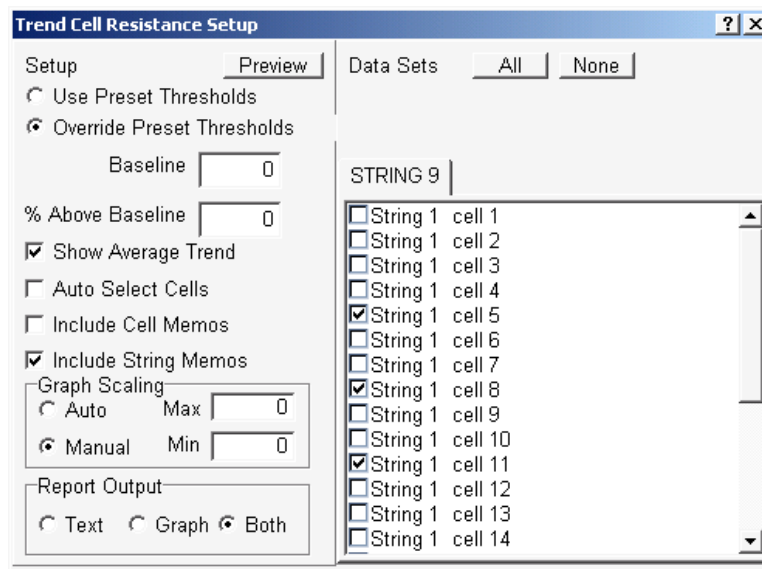 Trend Cell Resistance Setup
Setup Preview
Use Preset Thresholds
Override Preset Thresholds
Baseline 0
% Above Baseline 0
Show Average Trend
Auto Select Cells
Include Cell Memos
Include String Memos
Graph Scaling
Auto Max 0
Manual Min 0
Report Output
Text Graph Both
Data Sets All None
STRING 9
String 1 cell 1
String 1 cell 2
String 1 cell 3
String 1 cell 4
String 1 cell 5
String 1 cell 6
String 1 cell 7
String 1 cell 8
String 1 cell 9
String 1 cell 10
String 1 cell 11
String 1 cell 12
String 1 cell 13
String 1 cell 14